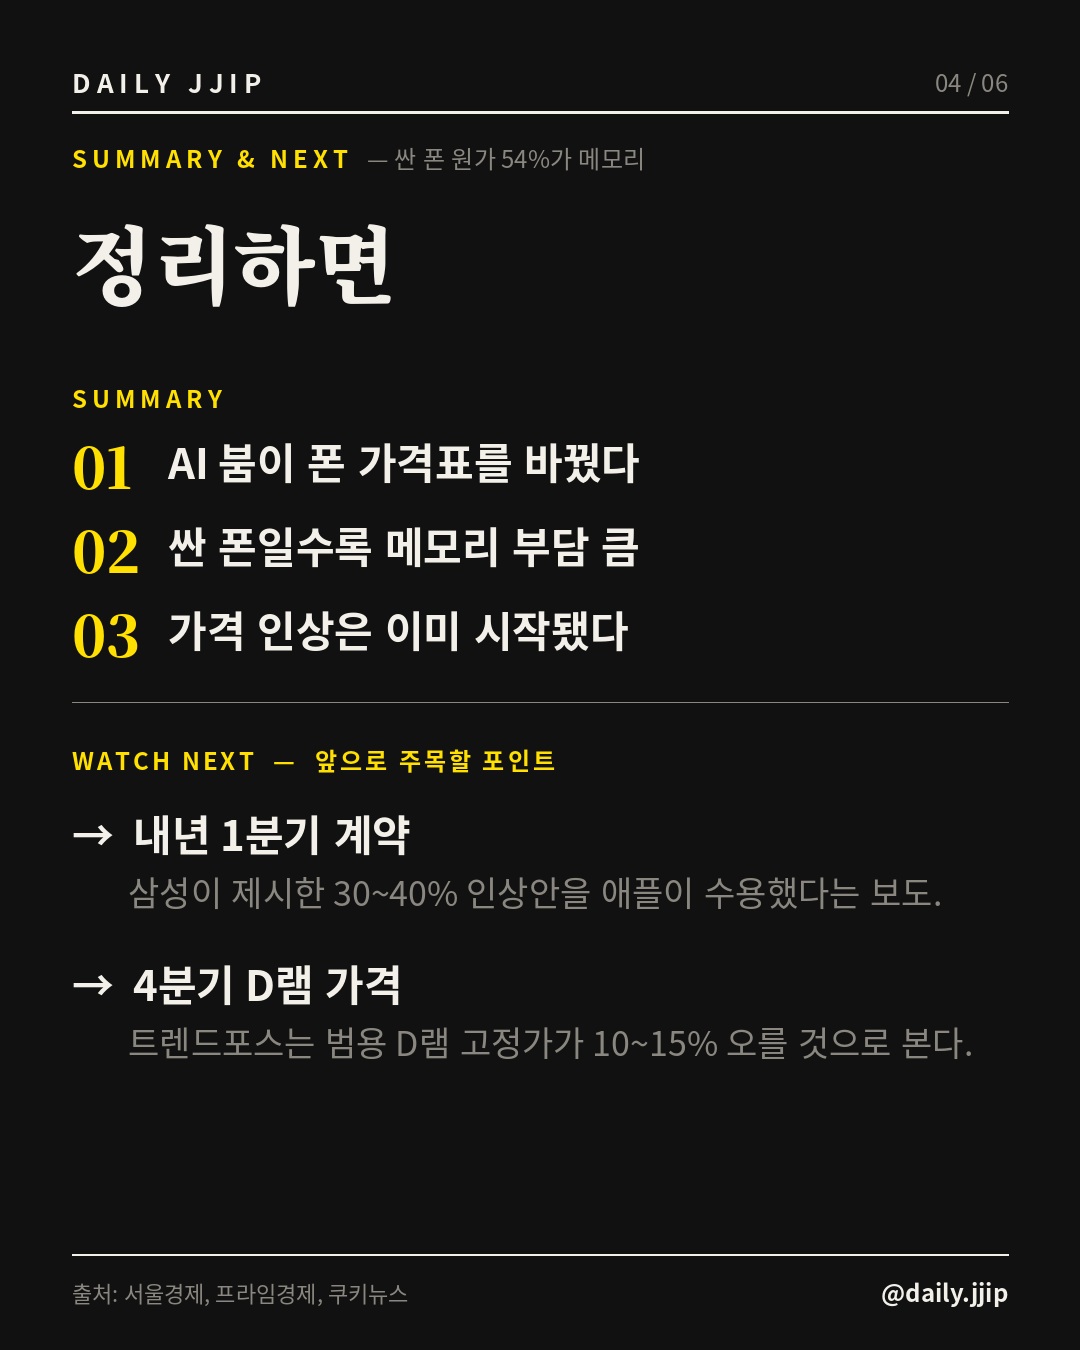 DAILY JJIP
04 / 06
SUMMARY & NEXT — 싼 폰 원가 54%가 메모리
정리하면
SUMMARY
01 AI 붐이 폰 가격표를 바꿨다
02 싼 폰일수록 메모리 부담 큼
03 가격 인상은 이미 시작됐다
WATCH NEXT — 앞으로 주목할 포인트
→ 내년 1분기 계약
삼성이 제시한 30~40% 인상안을 애플이 수용했다는 보도.
→ 4분기 D램 가격
트렌드포스는 범용 D램 고정가가 10~15% 오를 것으로 본다.
출처: 서울경제, 프라임경제, 쿠키뉴스
@daily.jjip